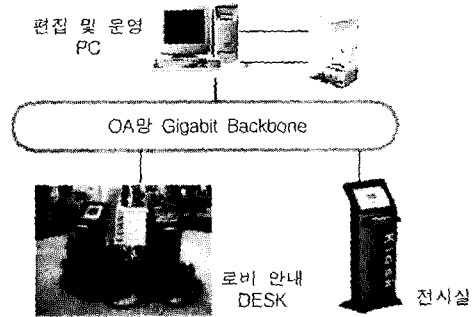 편집 및 운영
PC
OA망 Gigabit Backbone
Kiosk
로비 안내
DESK
전시실